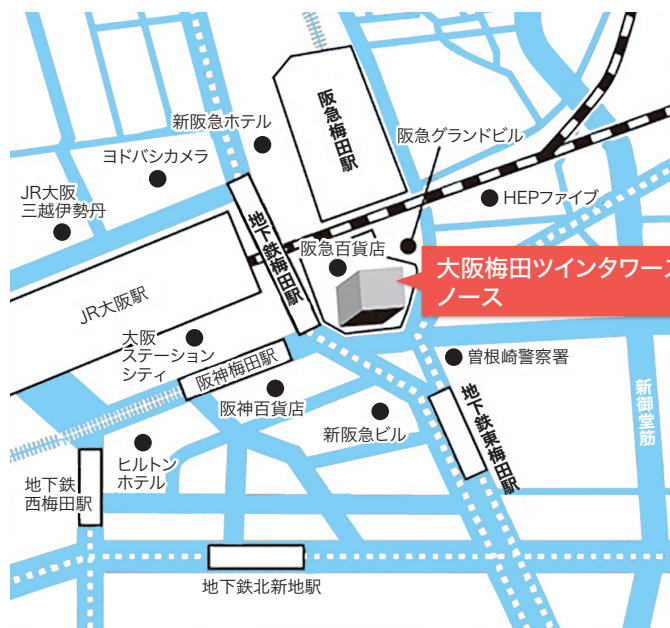 新阪急ホテル
阪急梅田駅
阪急グランドビル
ヨドバシカメラ
JR大阪
三越伊勢丹
HEPファイブ
地下鉄梅田駅
阪急百貨店
大阪梅田ツインタワーズ
ノース
JR大阪駅
大阪
ステーション
シティ
阪神梅田駅
曽根崎警察署
阪神百貨店
新阪急ビル
地下鉄東梅田駅
新御堂筋
ヒルトン
ホテル
地下鉄
西梅田駅
地下鉄北新地駅